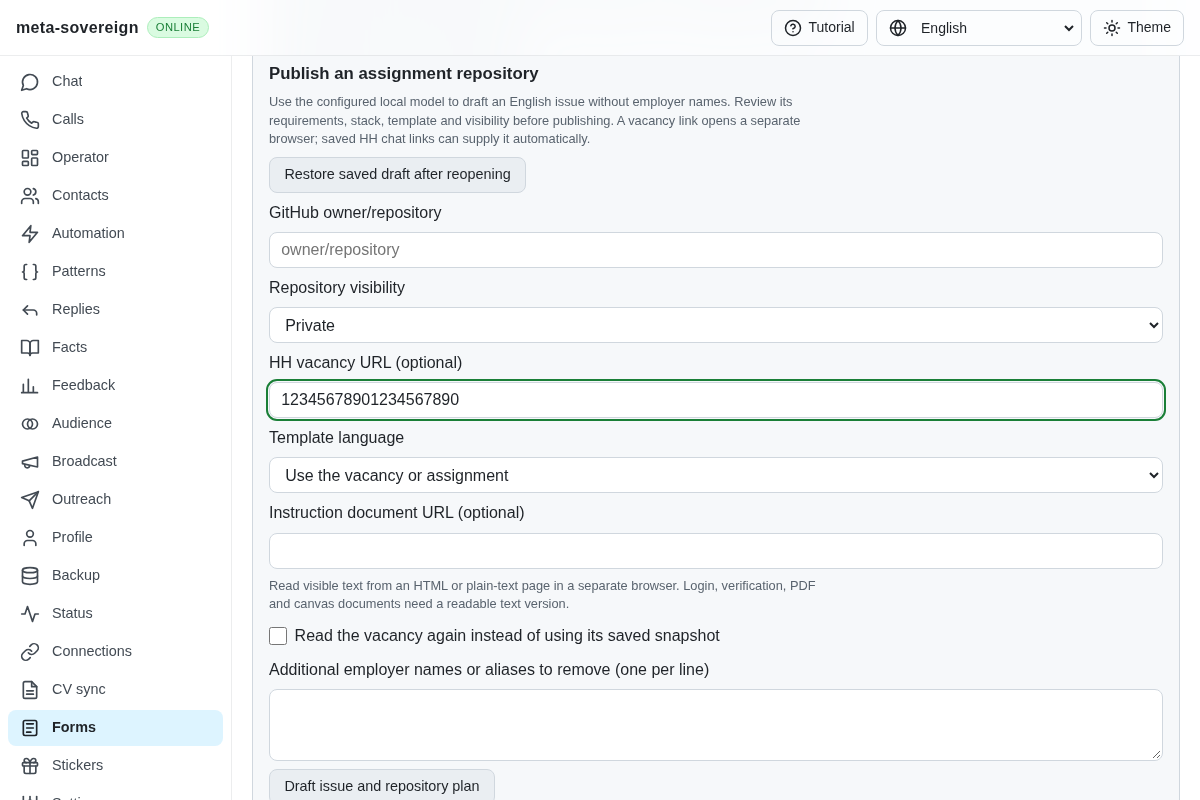 meta-sovereign ONLINE
Tutorial
English
Theme
Chat
Calls
Operator
Contacts
Automation
Patterns
Replies
Facts
Feedback
Audience
Broadcast
Outreach
Profile
Backup
Status
Connections
CV sync
Forms
Stickers
Publish an assignment repository
Use the configured local model to draft an English issue without employer names. Review its
requirements, stack, template and visibility before publishing. A vacancy link opens a separate
browser; saved HH chat links can supply it automatically.
Restore saved draft after reopening
GitHub owner/repository
owner/repository
Repository visibility
Private
HH vacancy URL (optional)
12345678901234567890
Template language
Use the vacancy or assignment
Instruction document URL (optional)
Read visible text from an HTML or plain-text page in a separate browser. Login, verification, PDF
and canvas documents need a readable text version.
Read the vacancy again instead of using its saved snapshot
Additional employer names or aliases to remove (one per line)
Draft issue and repository plan